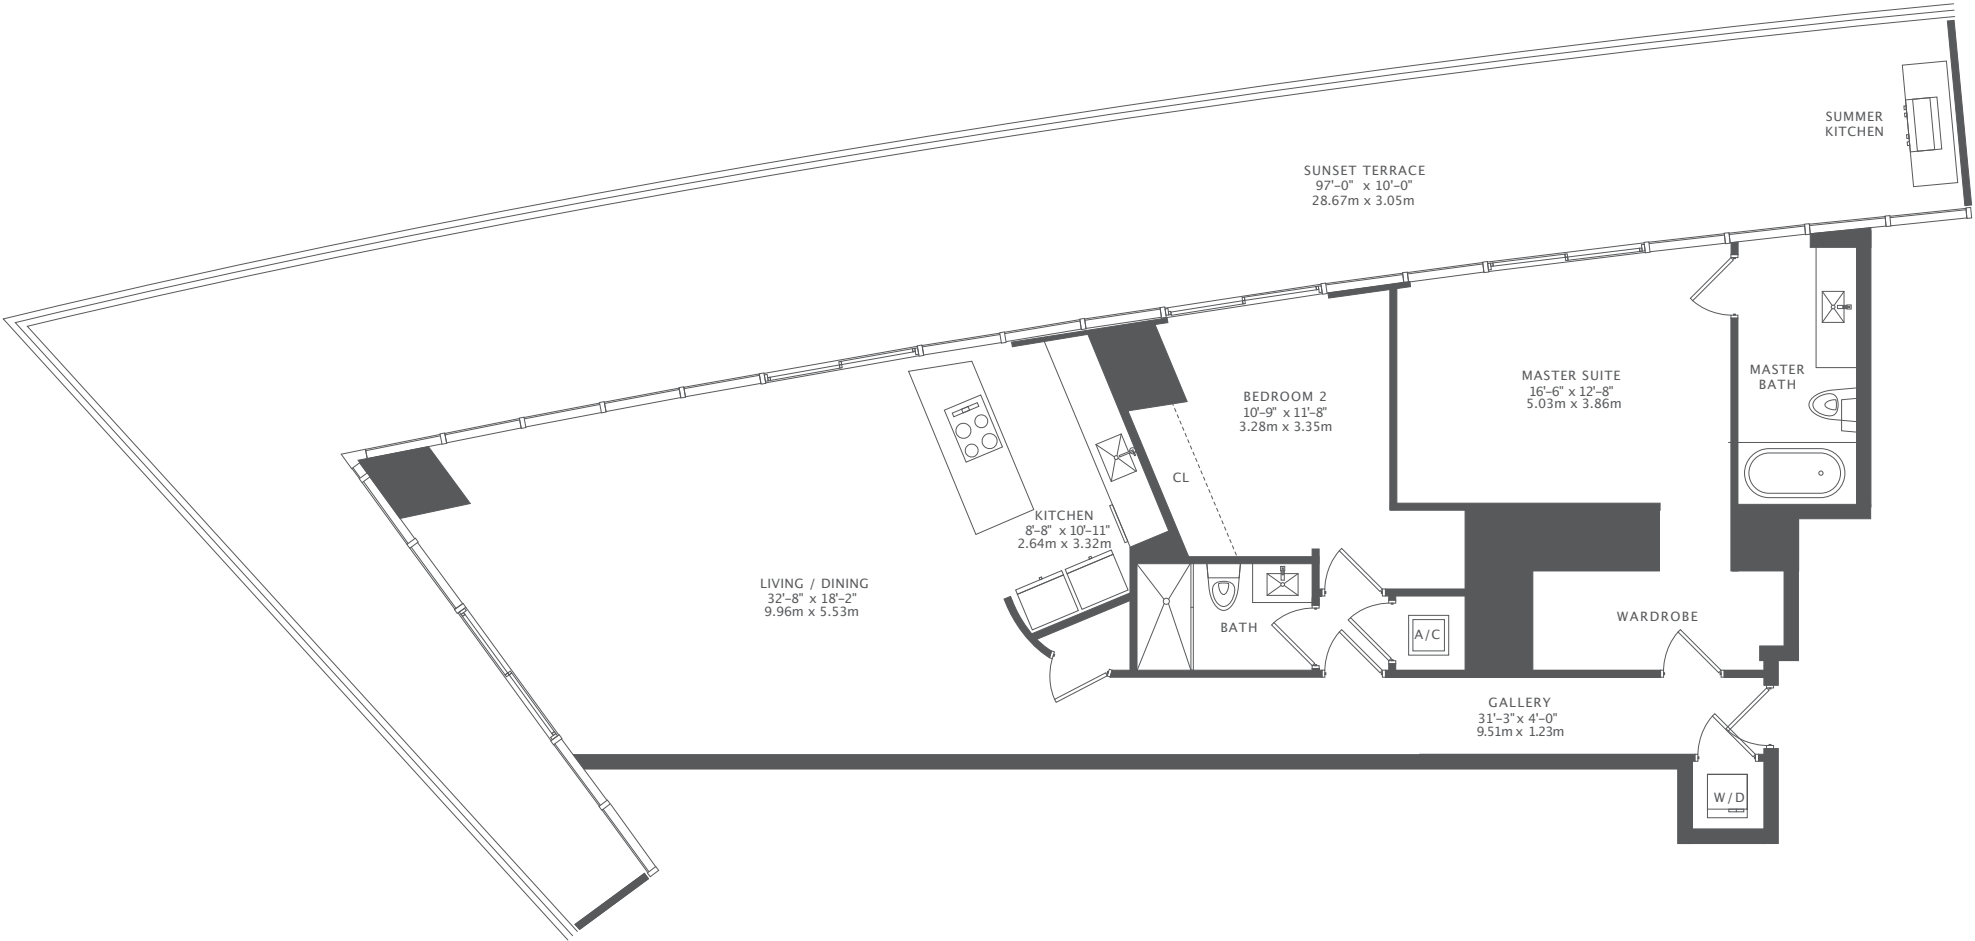 SUMMER
KITCHEN
SUNSET TERRACE
97'-0" x 10'-0"
28.67m x 3.05m
MASTER SUITE
16'-6" x 12'-8"
5.03m x 3.86m
MASTER
BATH
BEDROOM 2
10'-9" x 11'-8"
3.28m x 3.35m
CL
KITCHEN
8'-8" x 10'-11"
2.64m x 3.32m
LIVING / DINING
32'-8" x 18'-2"
9.96m x 5.53m
BATH
A/C
WARDROBE
GALLERY
31'-3" x 4'-0"
9.51m x 1.23m
W/D